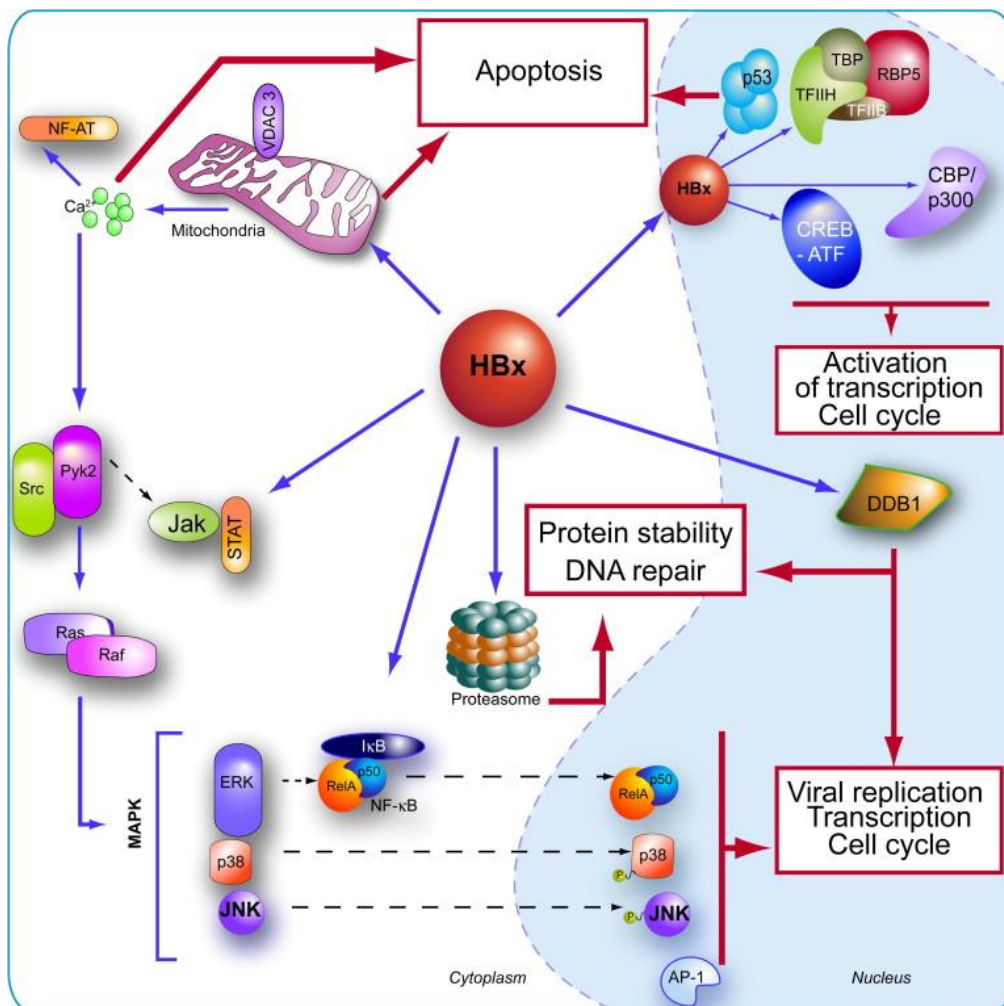 Apoptosis
p53
TBP
RBP5
TFIIH
TFIIB
VDAC 3
NF-AT
Ca2+
Mitochondria
HBx
CBP/
p300
CREB
- ATF
HBx
Activation
of transcription
Cell cycle
Src
Pyk2
Jak
STAT
DDB1
Protein stability
DNA repair
Ras
Raf
Proteasome
MAPK
ERK
IκB
RelA
p50
NF-κB
RelA
p50
p38
p38
P
JNK
JNK
P
Viral replication
Transcription
Cell cycle
AP-1
Cytoplasm
Nucleus